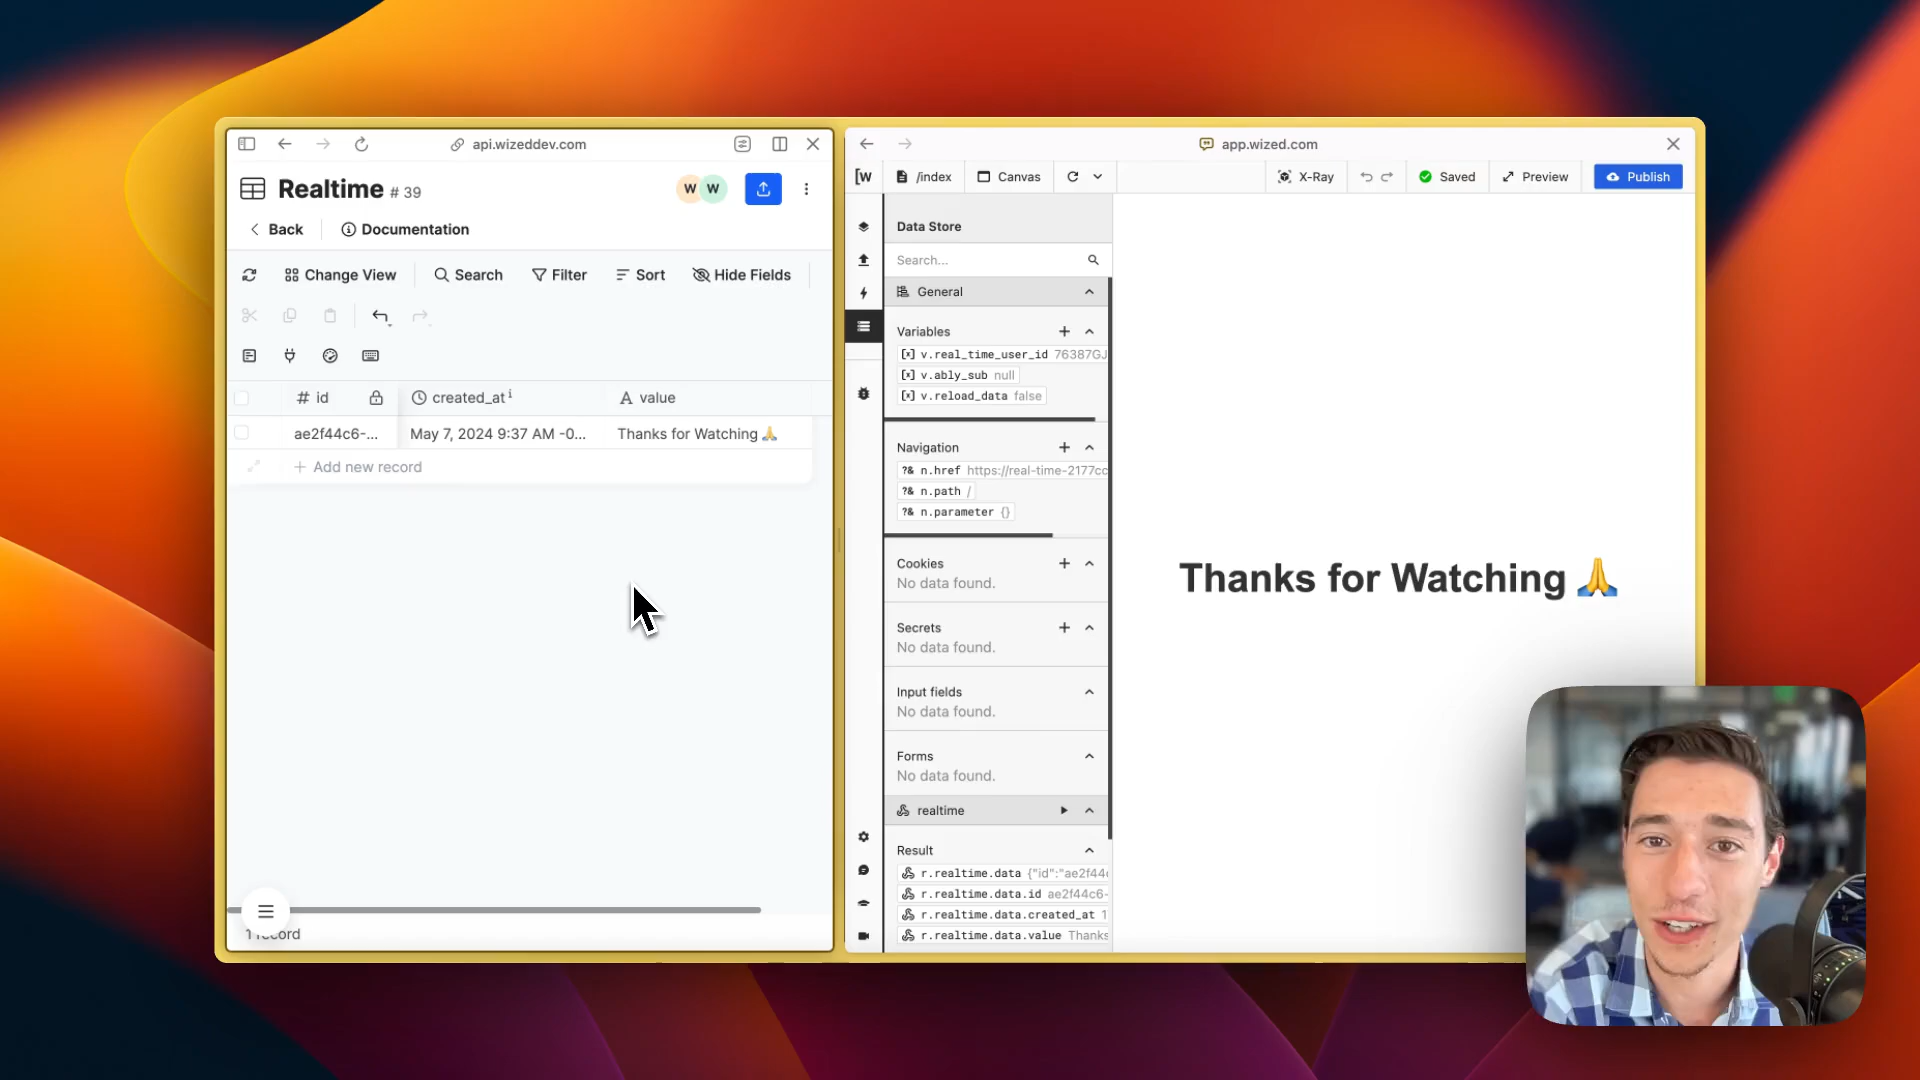 api.wizeddev.com
Realtime # 39
W W
Back
Documentation
Change View
Search
Filter
Sort
Hide Fields
# id
created_at i
A value
ae2f44c6-...
May 7, 2024 9:37 AM -0...
Thanks for Watching 🙏
+ Add new record
1 record
app.wized.com
[W
/index
Canvas
X-Ray
Saved
Preview
Publish
Data Store
Search...
General
Variables
[x] v.real_time_user_id 76387GJ
[x] v.ably_sub null
[x] v.reload_data false
Navigation
?& n.href https://real-time-2177cc
?& n.path /
?& n.parameter {}
Cookies
No data found.
Secrets
No data found.
Input fields
No data found.
Forms
No data found.
realtime
Result
r.realtime.data {"id":"ae2f44c
r.realtime.data.id ae2f44c6-
r.realtime.data.created_at 1
r.realtime.data.value Thanks
Thanks for Watching 🙏